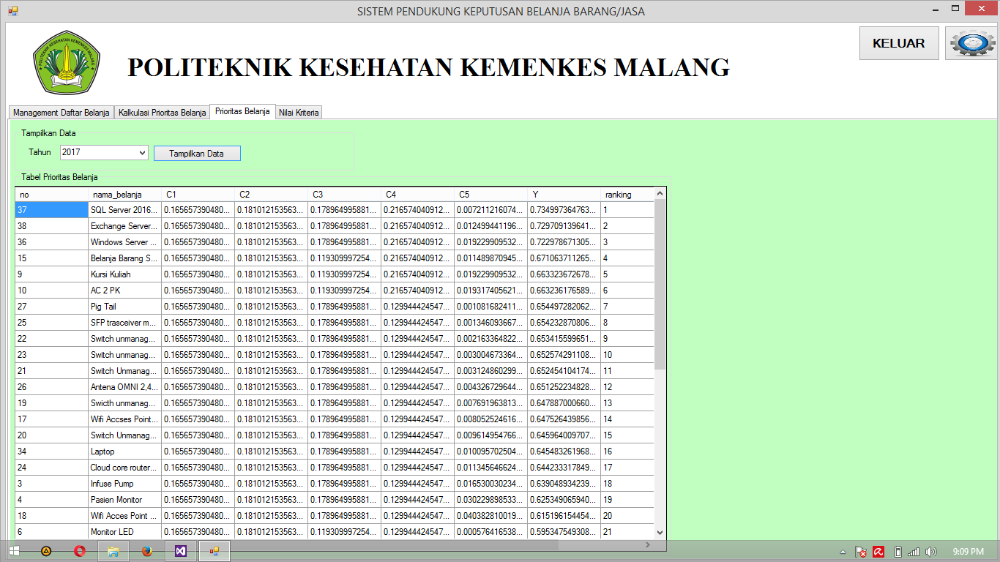 SISTEM PENDUKUNG KEPUTUSAN BELANJA BARANG/JASA
POLITEKNIK KESEHATAN KEMENKES MALANG
KELUAR
Management Daftar Belanja Kalkulasi Prioritas Belanja Prioritas Belanja Nilai Kriteria
Tampilkan Data
Tahun 2017 Tampilkan Data
Tabel Prioritas Belanja
no nama_belanja C1 C2 C3 C4 C5 Y ranking
37 SQL Server 2016... 0.165657390480... 0.181012153563... 0.178964995881... 0.216574040912... 0.007211216074... 0.734997364763... 1
38 Exchange Server... 0.165657390480... 0.181012153563... 0.178964995881... 0.216574040912... 0.012499441196... 0.729709139641... 2
36 Windows Server ... 0.165657390480... 0.181012153563... 0.178964995881... 0.216574040912... 0.019229909532... 0.722978671305... 3
15 Belanja Barang S... 0.165657390480... 0.181012153563... 0.119309997254... 0.216574040912... 0.011489870945... 0.671063711265... 4
9 Kursi Kuliah 0.165657390480... 0.181012153563... 0.119309997254... 0.216574040912... 0.019229909532... 0.663323672678... 5
10 AC 2 PK 0.165657390480... 0.181012153563... 0.119309997254... 0.216574040912... 0.019317405621... 0.663236176589... 6
27 Pig Tail 0.165657390480... 0.181012153563... 0.178964995881... 0.129944424547... 0.001081682411... 0.654497282062... 7
25 SFP trasceiver m... 0.165657390480... 0.181012153563... 0.178964995881... 0.129944424547... 0.001346093667... 0.654232870806... 8
22 Switch unmanag... 0.165657390480... 0.181012153563... 0.178964995881... 0.129944424547... 0.002163364822... 0.653415599651... 9
23 Switch unmanag... 0.165657390480... 0.181012153563... 0.178964995881... 0.129944424547... 0.003004673364... 0.652574291108... 10
21 Switch Unmanag... 0.165657390480... 0.181012153563... 0.178964995881... 0.129944424547... 0.003124860299... 0.652454104174... 11
26 Antena OMNI 2,4... 0.165657390480... 0.181012153563... 0.178964995881... 0.129944424547... 0.004326729644... 0.651252234828... 12
19 Swicth unmanag... 0.165657390480... 0.181012153563... 0.178964995881... 0.129944424547... 0.007691963813... 0.647887000660... 13
17 Wifi Accses Point... 0.165657390480... 0.181012153563... 0.178964995881... 0.129944424547... 0.008052524616... 0.647526439856... 14
20 Switch Unmanag... 0.165657390480... 0.181012153563... 0.178964995881... 0.129944424547... 0.009614954766... 0.645964009707... 15
34 Laptop 0.165657390480... 0.181012153563... 0.178964995881... 0.129944424547... 0.010095702504... 0.645483261968... 16
24 Cloud core router... 0.165657390480... 0.181012153563... 0.178964995881... 0.129944424547... 0.011345646624... 0.644233317849... 17
3 Infuse Pump 0.165657390480... 0.181012153563... 0.178964995881... 0.129944424547... 0.016530030234... 0.639048934239... 18
4 Pasien Monitor 0.165657390480... 0.181012153563... 0.178964995881... 0.129944424547... 0.030229898533... 0.625349065940... 19
18 Wifi Acces Point ... 0.165657390480... 0.181012153563... 0.178964995881... 0.129944424547... 0.040382810019... 0.615196154454... 20
6 Monitor LED 0.165657390480... 0.181012153563... 0.119309997254... 0.129944424547... 0.000576416538... 0.595347549308... 21
9:09 PM